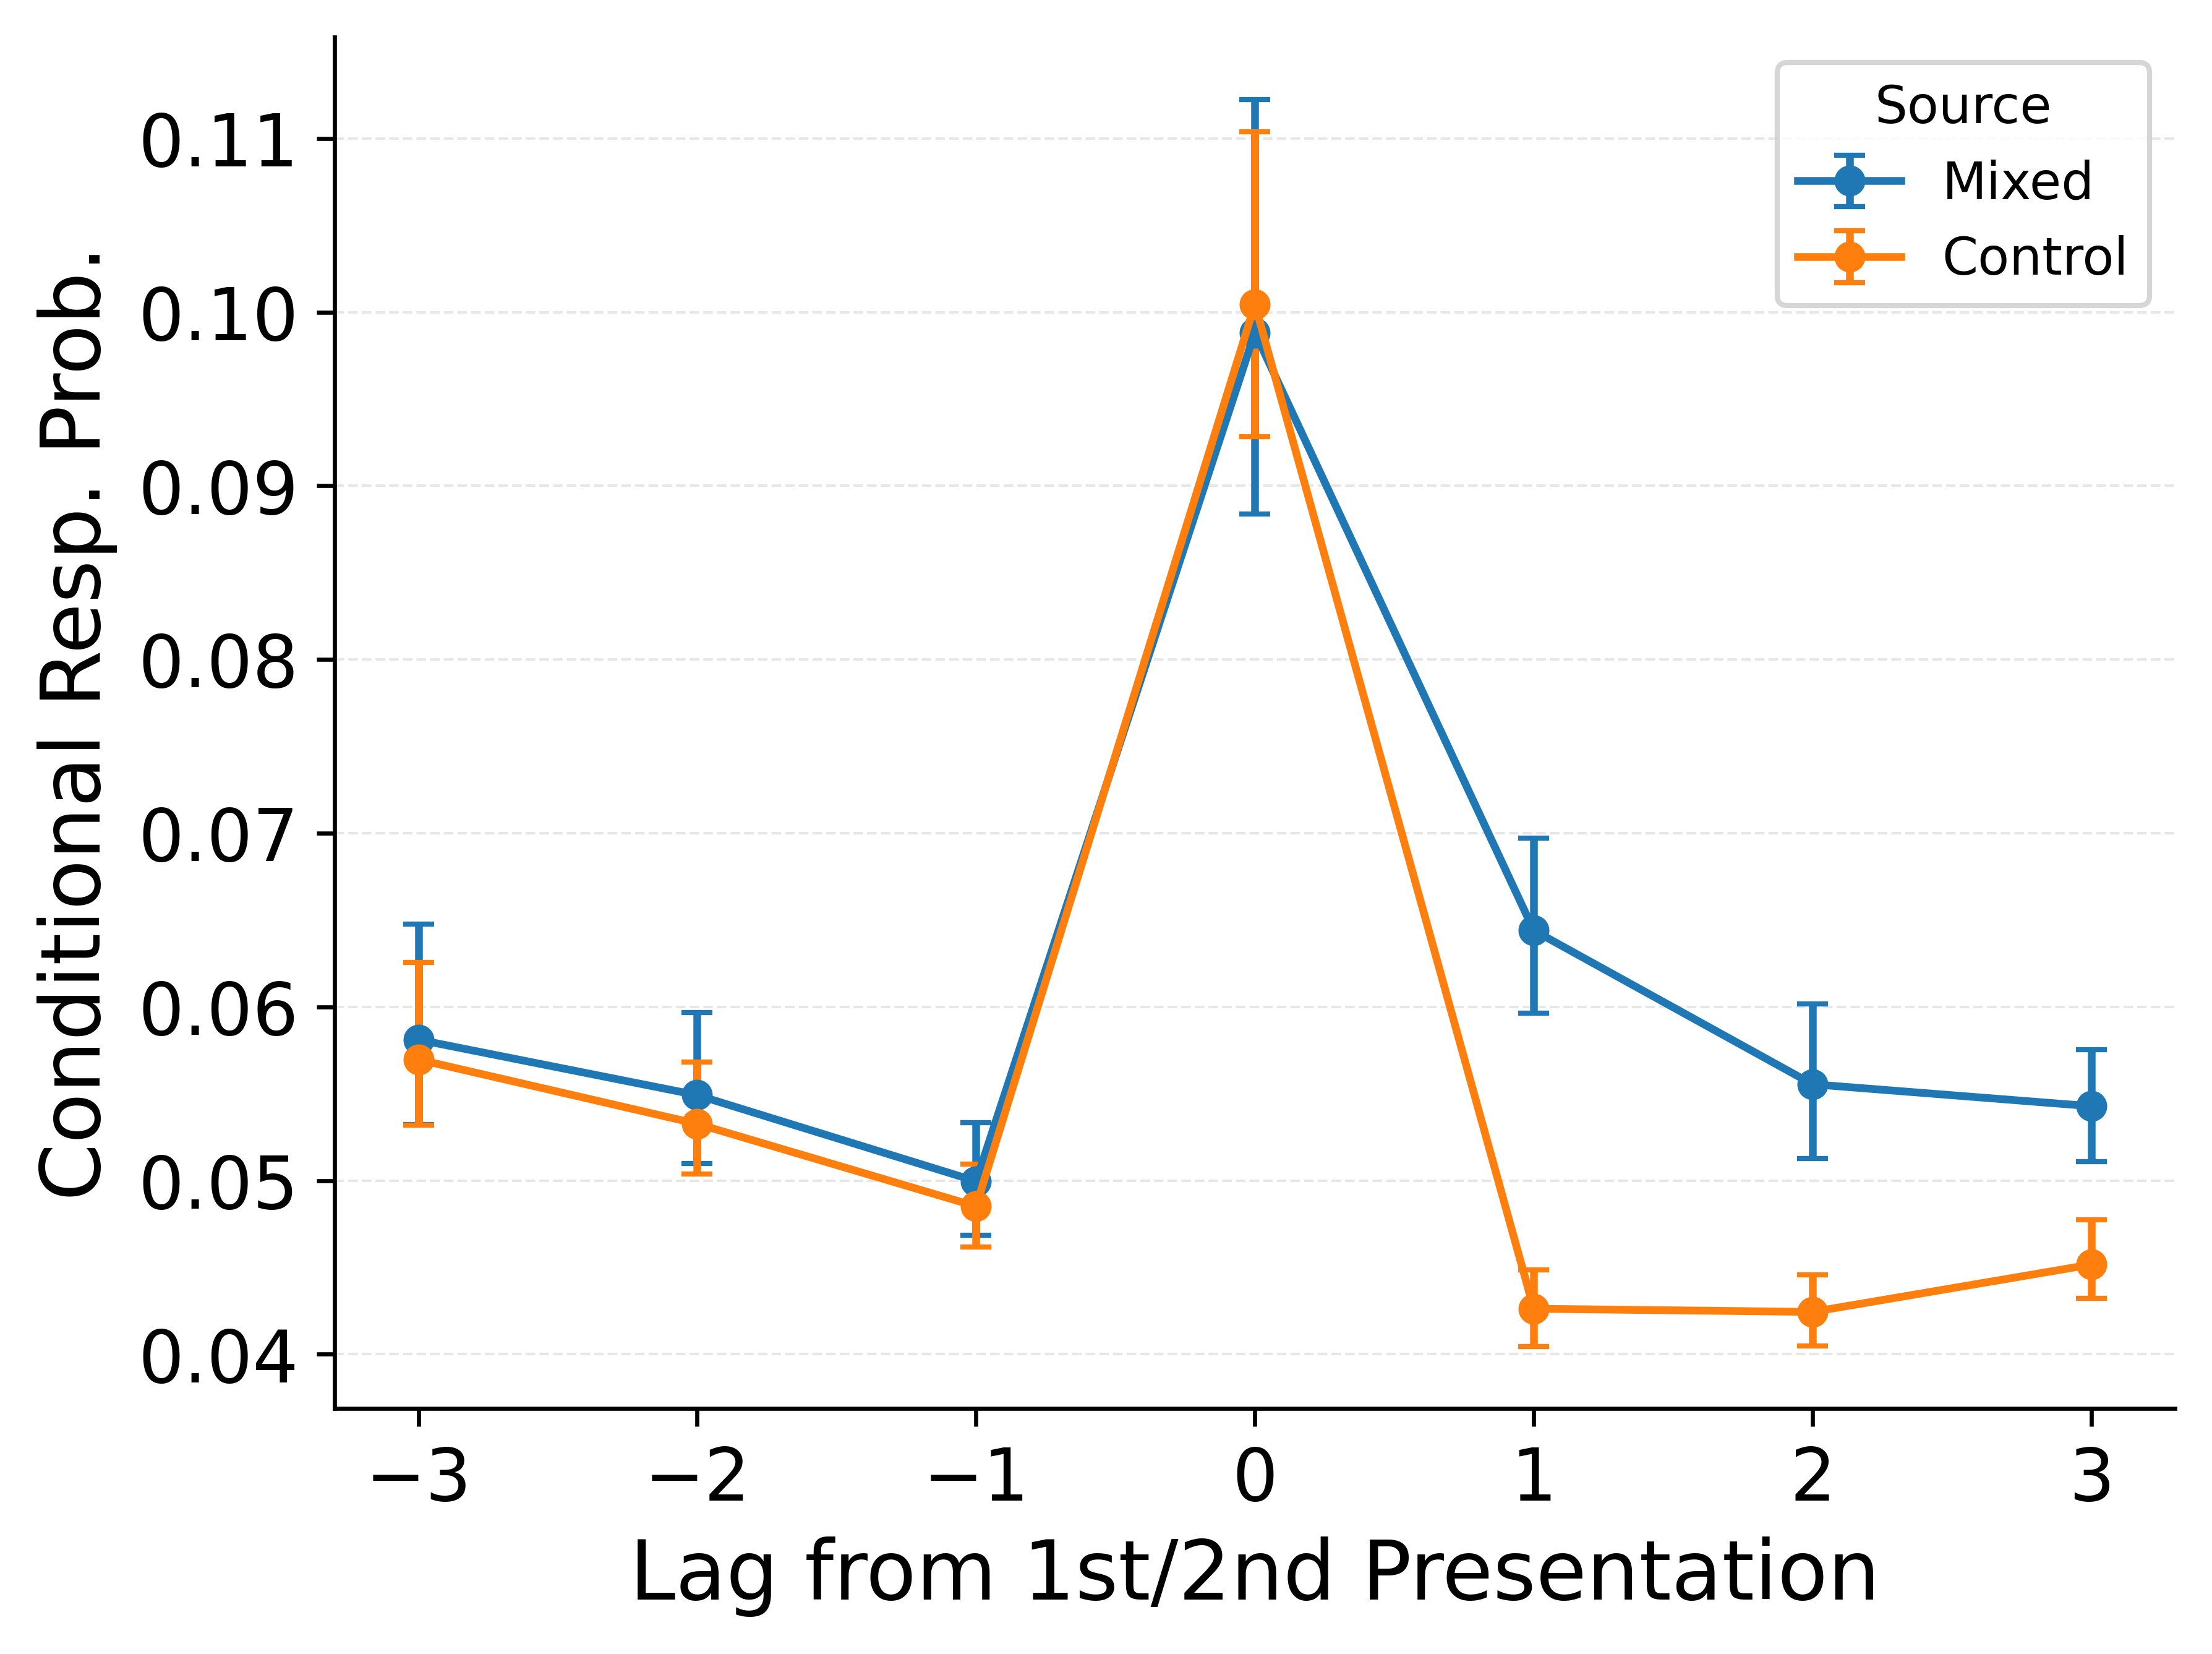 Source
Mixed
Control
0.11
0.10
0.09
0.08
0.07
0.06
0.05
0.04
Conditional Resp. Prob.
−3 −2 −1 0 1 2 3
Lag from 1st/2nd Presentation